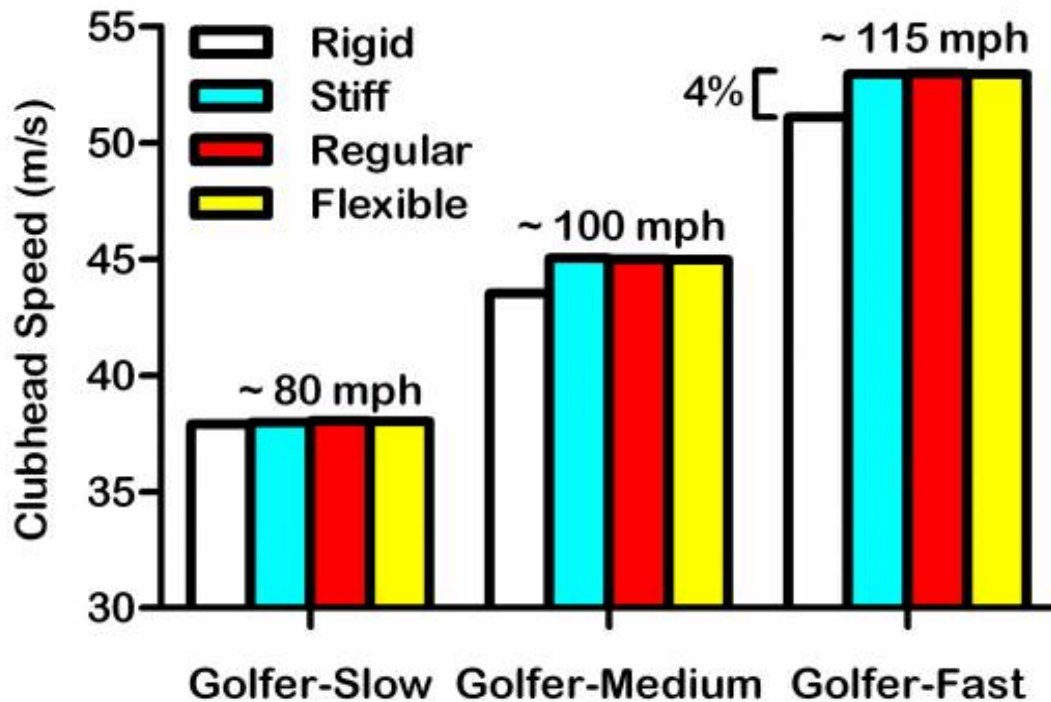 Clubhead Speed (m/s)
55
50
45
40
35
30
Rigid
Stiff
Regular
Flexible
~ 80 mph
~ 100 mph
~ 115 mph
4%
Golfer-Slow
Golfer-Medium
Golfer-Fast